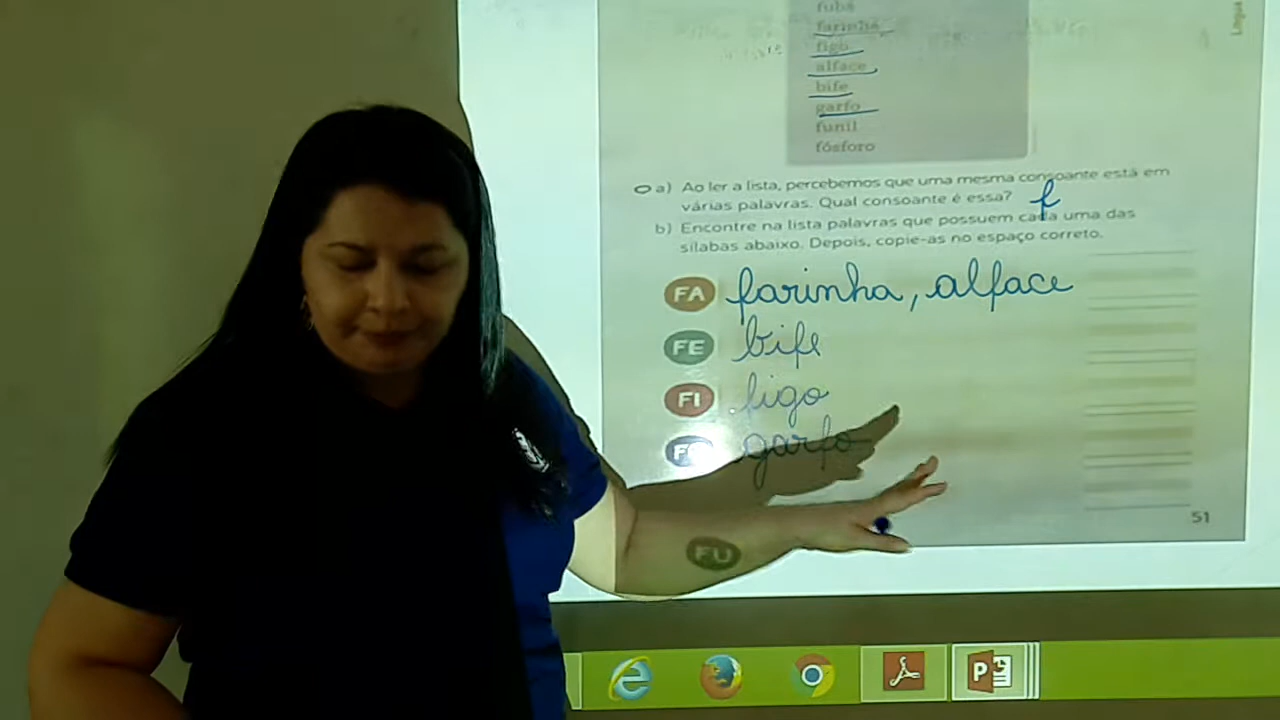 fubá
farinha
figo
alface
bife
garfo
funil
fósforo
a) Ao ler a lista, percebemos que uma mesma consoante está em
várias palavras. Qual consoante é essa? f
b) Encontre na lista palavras que possuem cada uma das
sílabas abaixo. Depois, copie-as no espaço correto.
FA farinha, alface
FE bife
FI figo
garfo
FU
51